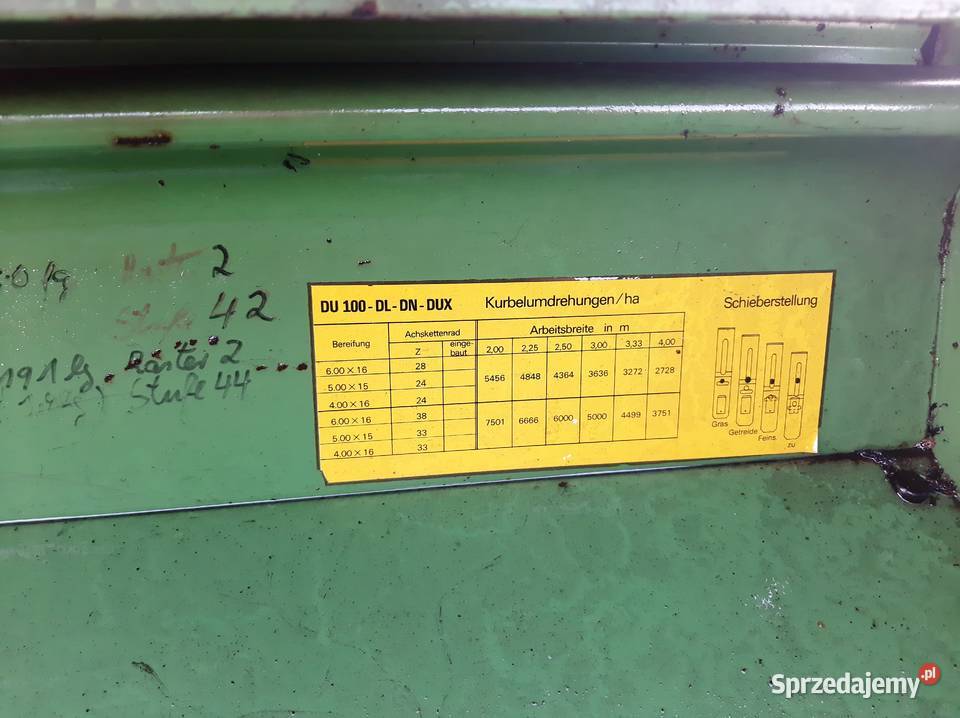 2
42
2
Stufe 44
DU 100 - DL - DN - DUX Kurbelumdrehungen/ha Schieberstellung
Bereifung Achskettenrad Arbeitsbreite in m
Z einge-baut 2,00 2,25 2,50 3,00 3,33 4,00
6.00 × 16 28
5.00 × 15 24 5456 4848 4364 3636 3272 2728
4.00 × 16 24
6.00 × 16 38
5.00 × 15 33 7501 6666 6000 5000 4499 3751
4.00 × 16 33
Gras Getreide Feins. zu
Sprzedajemy.pl